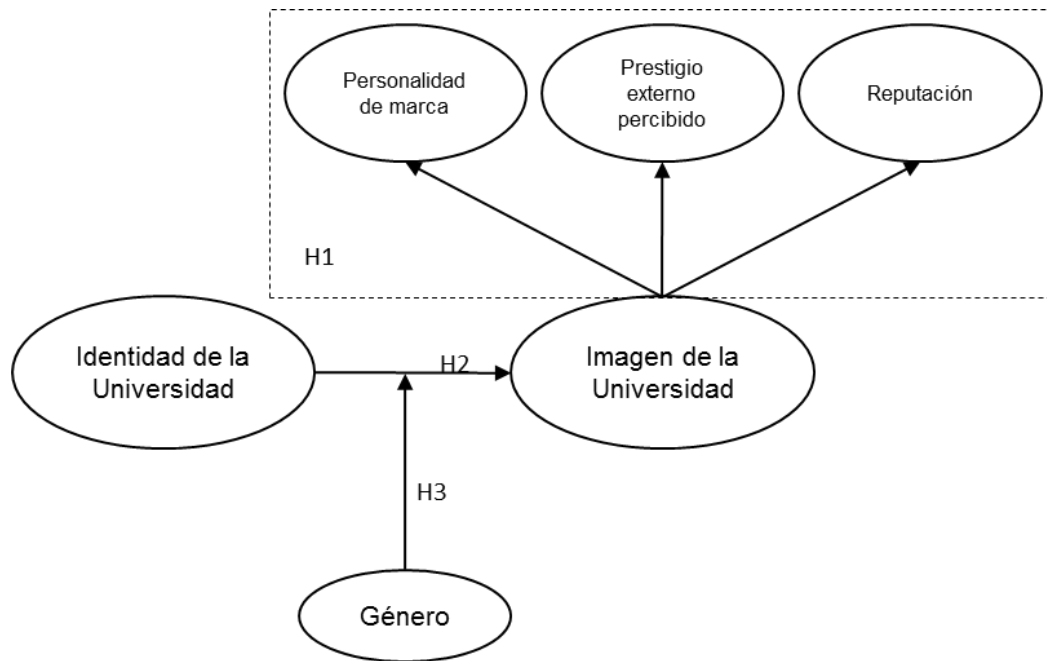 Personalidad
de marca
Prestigio
externo
percibido
Reputación
H1
Identidad de la
Universidad
H2
Imagen de la
Universidad
H3
Género